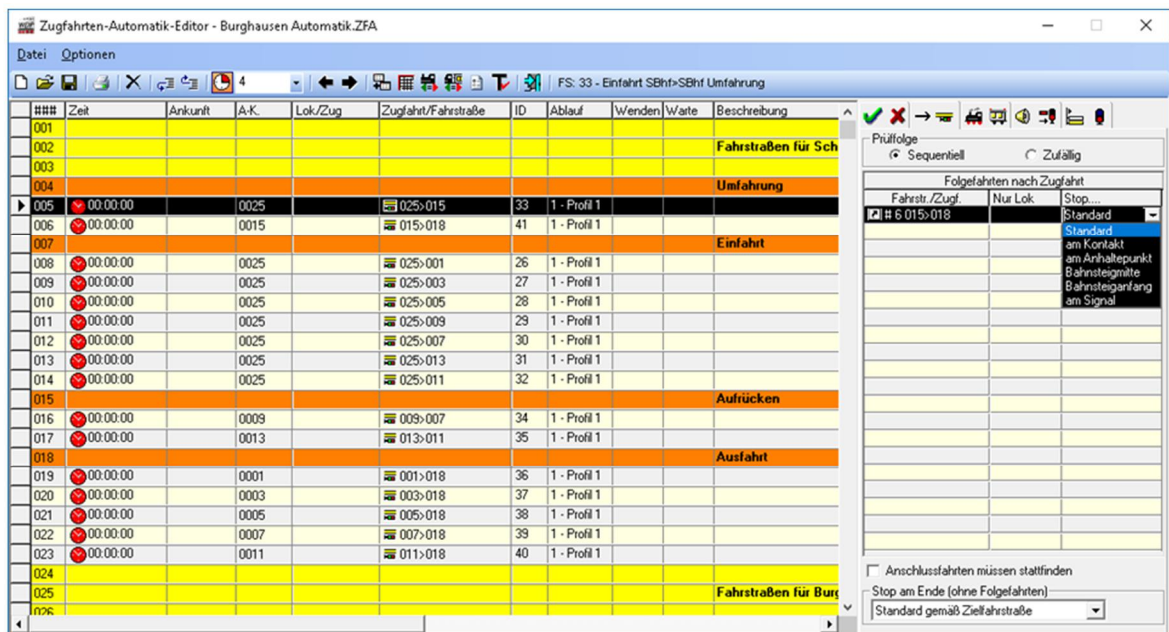 Zugfahrten-Automatik-Editor - Burghausen Automatik.ZFA
Datei Optionen
4 FS: 33 - Einfahrt SBhf>SBhf Umfahrung
### Zeit Ankunft A-K. Lok/Zug Zugfahrt/Fahrstraße ID Ablauf Wenden Warte Beschreibung
001
002 Fahrstraßen für Sch
003
004 Umfahrung
005 00:00:00 0025 025>015 33 1 - Profil 1
006 00:00:00 0015 015>018 41 1 - Profil 1
007 Einfahrt
008 00:00:00 0025 025>001 26 1 - Profil 1
009 00:00:00 0025 025>003 27 1 - Profil 1
010 00:00:00 0025 025>005 28 1 - Profil 1
011 00:00:00 0025 025>009 29 1 - Profil 1
012 00:00:00 0025 025>007 30 1 - Profil 1
013 00:00:00 0025 025>013 31 1 - Profil 1
014 00:00:00 0025 025>011 32 1 - Profil 1
015 Aufrücken
016 00:00:00 0009 009>007 34 1 - Profil 1
017 00:00:00 0013 013>011 35 1 - Profil 1
018 Ausfahrt
019 00:00:00 0001 001>018 36 1 - Profil 1
020 00:00:00 0003 003>018 37 1 - Profil 1
021 00:00:00 0005 005>018 38 1 - Profil 1
022 00:00:00 0007 007>018 39 1 - Profil 1
023 00:00:00 0011 011>018 40 1 - Profil 1
024
025 Fahrstraßen für Burg
026
Prüffolge
Sequentiell Zufällig
Folgefahrten nach Zugfahrt
Fahrstr./Zugf. Nur Lok Stop....
# 6 015>018 Standard
Standard
am Kontakt
am Anhaltepunkt
Bahnsteigmitte
Bahnsteiganfang
am Signal
Anschlussfahrten müssen stattfinden
Stop am Ende (ohne Folgefahrten)
Standard gemäß Zielfahrstraße